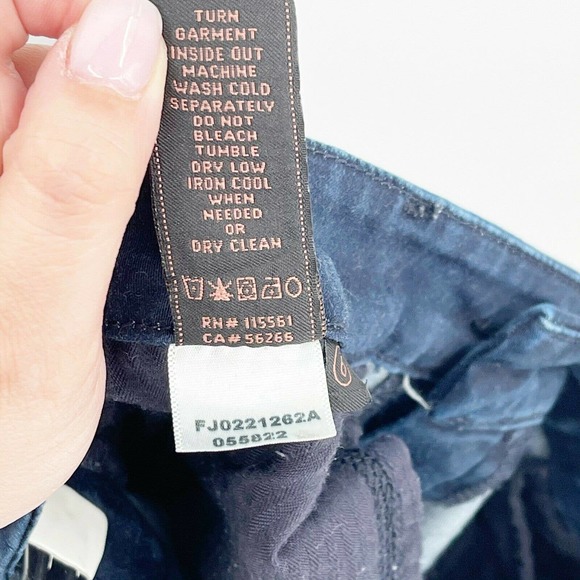 TURN
GARMENT
INSIDE OUT
MACHINE
WASH COLD
SEPARATELY
DO NOT
BLEACH
TUMBLE
DRY LOW
IRON COOL
WHEN
NEEDED
OR
DRY CLEAN
RN# 115561
CA# 56266
FJ0221262A
055822